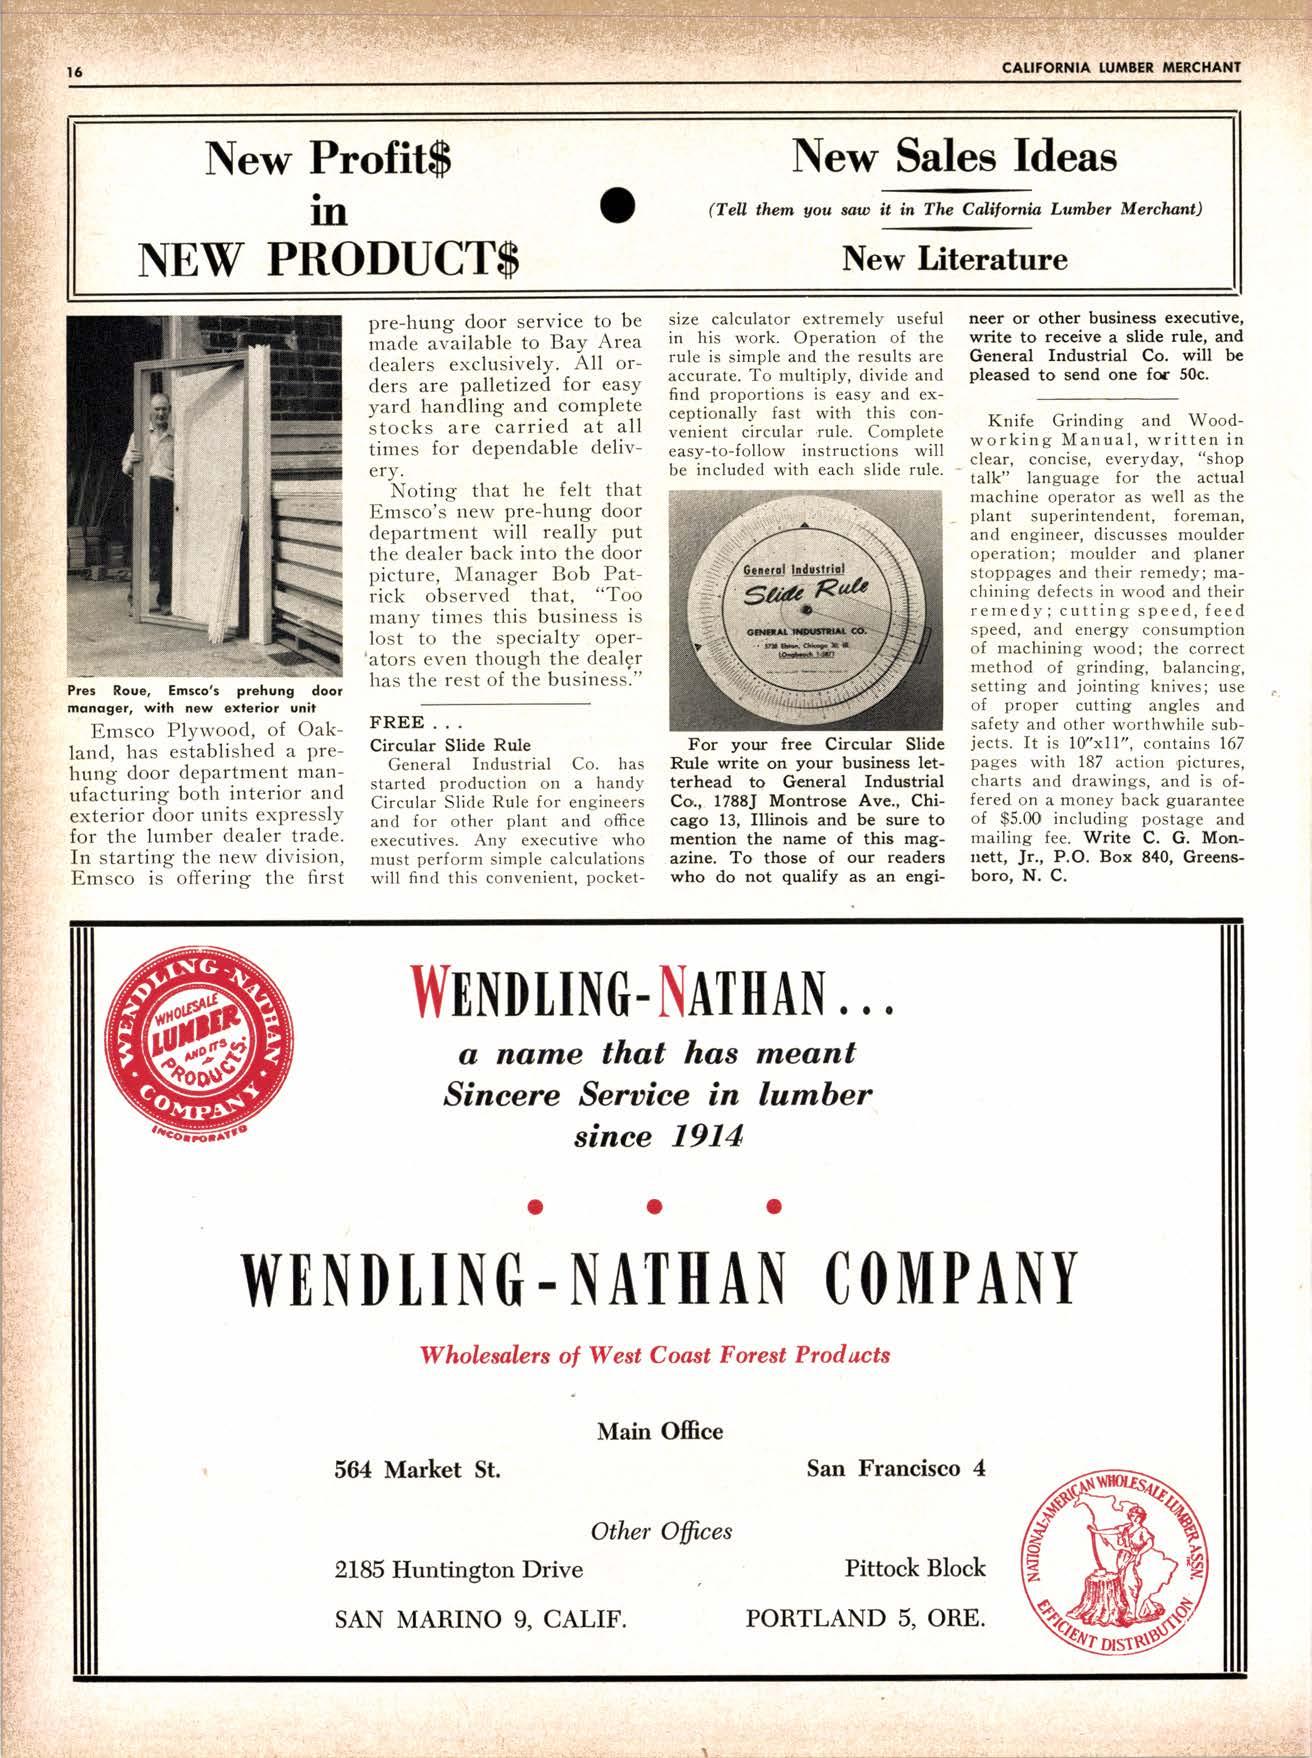 16
CALIFORNIA LUMBER MERCHANT
New Profit$
in
NEW PRODUCT$
New Sales Ideas
(Tell them you saw it in The California Lumber Merchant)
New Literature
Pres Roue, Emsco's prehung door
manager, with new exterior unit
Emsco Plywood, of Oak-
land, has established a pre-
hung door department man-
ufacturing both interior and
exterior door units expressly
for the lumber dealer trade.
In starting the new division,
Emsco is offering the first
pre-hung door service to be
made available to Bay Area
dealers exclusively. All or-
ders are palletized for easy
yard handling and complete
stocks are carried at all
times for dependable deliv-
ery.
Noting that he felt that
Emsco's new pre-hung door
department will really put
the dealer back into the door
picture, Manager Bob Pat-
rick observed that, "Too
many times this business is
lost to the specialty oper-
ators even though the dealer
has the rest of the business."
FREE . . .
Circular Slide Rule
General Industrial Co. has
started production on a handy
Circular Slide Rule for engineers
and for other plant and office
executives. Any executive who
must perform simple calculations
will find this convenient, pocket-
size calculator extremely useful
in his work. Operation of the
rule is simple and the results are
accurate. To multiply, divide and
find proportions is easy and ex-
ceptionally fast with this con-
venient circular rule. Complete
easy-to-follow instructions will
be included with each slide rule.
General Industrial
Slide Rule
GENERAL INDUSTRIAL CO.
5738 Elston, Chicago 30, Ill.
LOngbeach 1-5871
For your free Circular Slide
Rule write on your business let-
terhead to General Industrial
Co., 1788J Montrose Ave., Chi-
cago 13, Illinois and be sure to
mention the name of this mag-
azine. To those of our readers
who do not qualify as an engi-
neer or other business executive,
write to receive a slide rule, and
General Industrial Co. will be
pleased to send one for 50c.
Knife Grinding and Wood-
working Manual, written in
clear, concise, everyday, "shop
talk" language for the actual
machine operator as well as the
plant superintendent, foreman,
and engineer, discusses moulder
operation; moulder and planer
stoppages and their remedy; ma-
chining defects in wood and their
remedy; cutting speed, feed
speed, and energy consumption
of machining wood; the correct
method of grinding, balancing,
setting and jointing knives; use
of proper cutting angles and
safety and other worthwhile sub-
jects. It is 10"x11", contains 167
pages with 187 action pictures,
charts and drawings, and is of-
fered on a money back guarantee
of $5.00 including postage and
mailing fee. Write C. G. Mon-
nett, Jr., P.O. Box 840, Greens-
boro, N. C.
WENDLING-NATHAN
COMPANY
INCORPORATED
WHOLESALE
LUMBER
AND ITS
PRODUCTS.
WENDLING-NATHAN . . .
a name that has meant
Sincere Service in lumber
since 1914
WENDLING-NATHAN COMPANY
Wholesalers of West Coast Forest Products
Main Office
564 Market St. San Francisco 4
Other Offices
2185 Huntington Drive Pittock Block
SAN MARINO 9, CALIF. PORTLAND 5, ORE.
NATIONAL-AMERICAN WHOLESALE LUMBER ASSN. INC.
EFFICIENT DISTRIBUTION